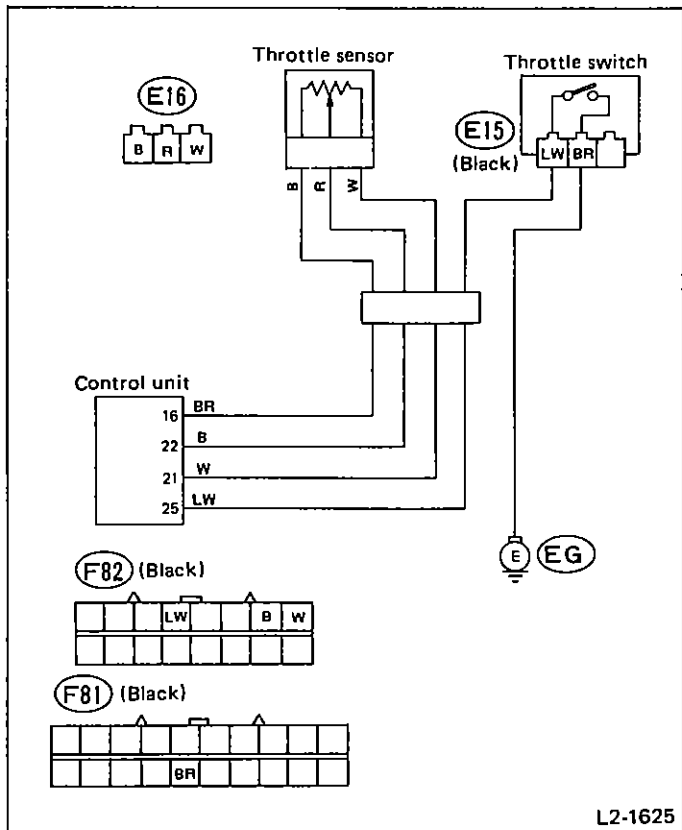 Throttle sensor
Throttle switch
E16
B R W
E15
(Black)
LW BR
B R W
Control unit
16 BR
22 B
21 W
25 LW
E EG
F82 (Black)
LW B W
F81 (Black)
BR
L2-1625